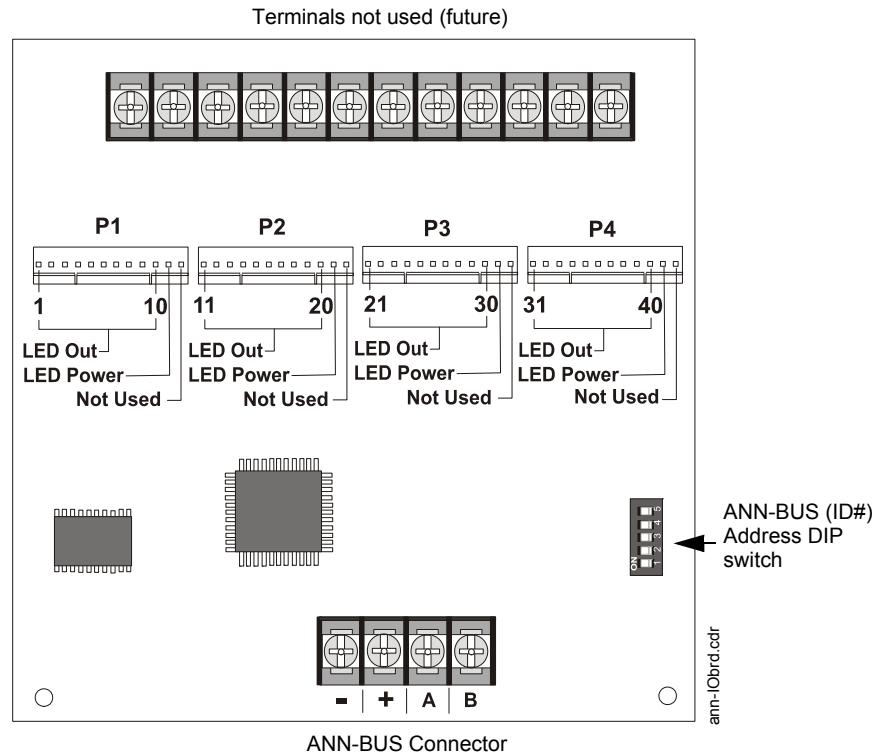 Terminals not used (future)
P1 P2 P3 P4
1 10 11 20 21 30 31 40
LED Out LED Out LED Out LED Out
LED Power LED Power LED Power LED Power
Not Used Not Used Not Used Not Used
ON
1 2 3 4 5
ANN-BUS (ID#)
Address DIP
switch
- + A B
ANN-BUS Connector
ann-IObrd.cdr